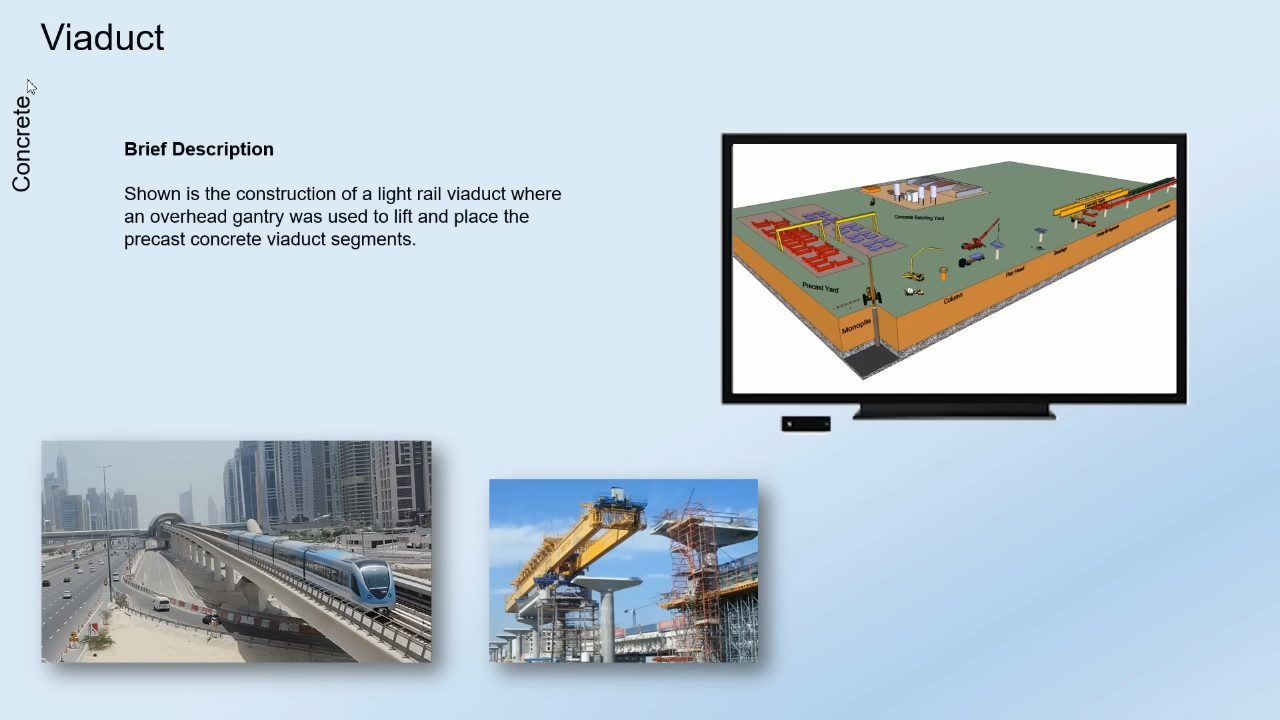 Viaduct
Concrete
Brief Description
Shown is the construction of a light rail viaduct where
an overhead gantry was used to lift and place the
precast concrete viaduct segments.
Concrete Batching Yard
Precast Yard
Monopile
Column
Pier Head